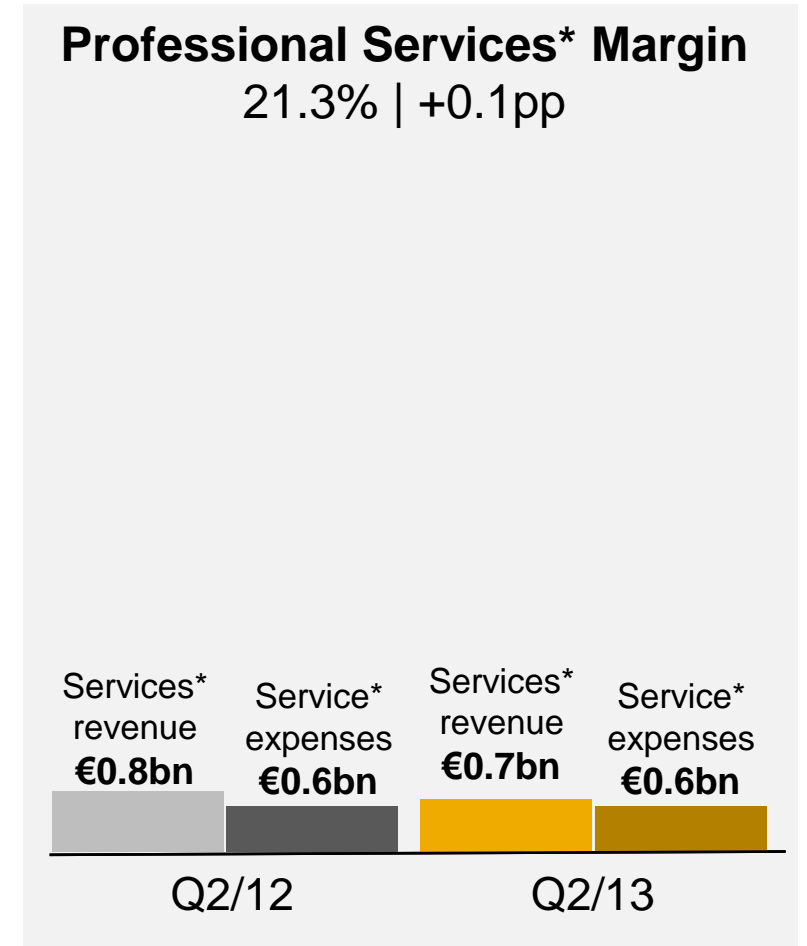 Professional Services* Margin
21.3% | +0.1pp
Services*
revenue
€0.8bn
Service*
expenses
€0.6bn
Services*
revenue
€0.7bn
Service*
expenses
€0.6bn
Q2/12
Q2/13